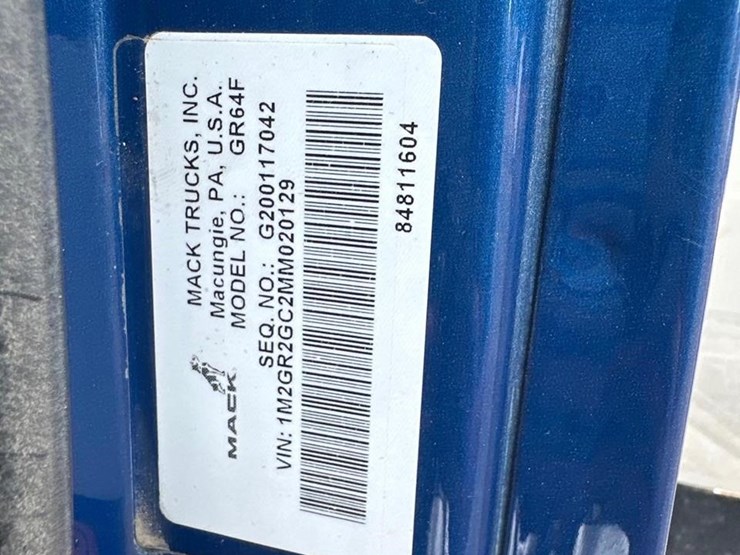 MACK TRUCKS, INC.
Macungie, PA, U.S.A.
MODEL NO.: GR64F
MACK
SEQ. NO.: G200117042
VIN: 1M2GR2GC2MM020129
84811604